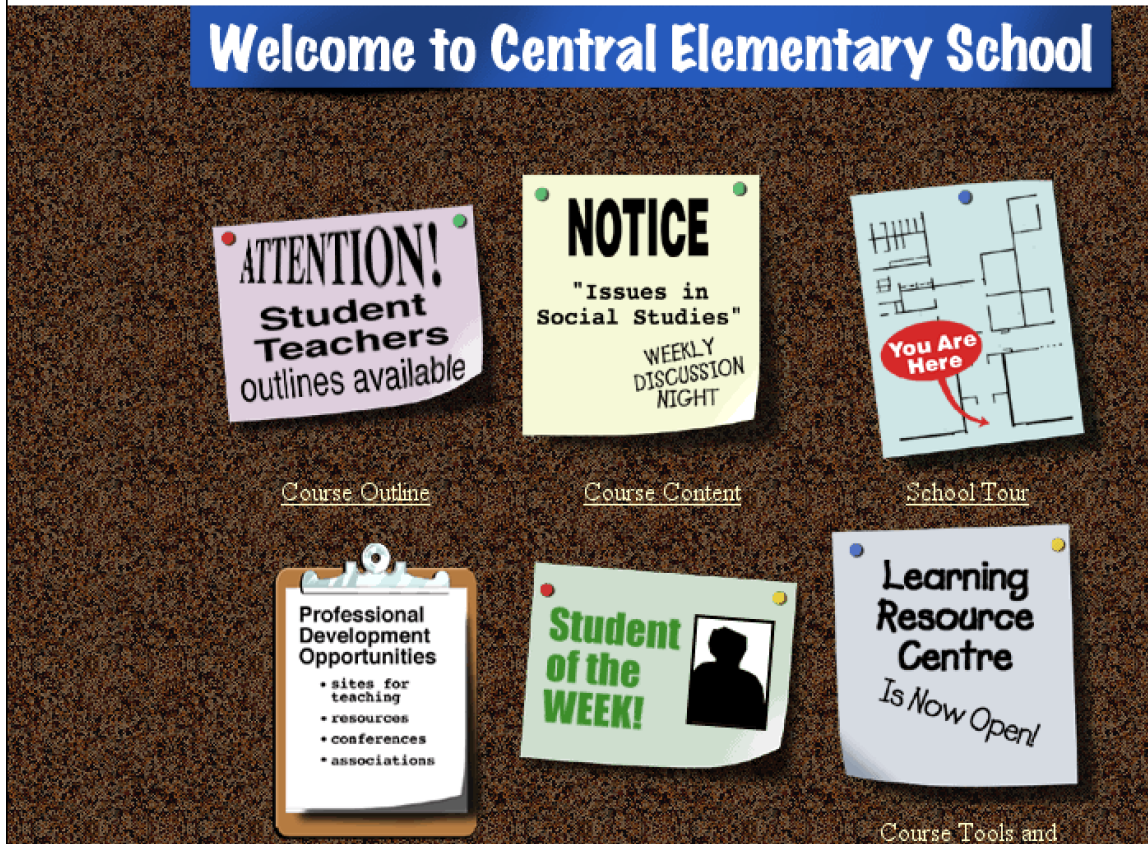 Welcome to Central Elementary School
ATTENTION!
Student
Teachers
outlines available
NOTICE
"Issues in
Social Studies"
WEEKLY
DISCUSSION
NIGHT
You Are
Here
Course Outline
Course Content
School Tour
Professional
Development
Opportunities
• sites for
teaching
• resources
• conferences
• associations
Student
of the
WEEK!
Learning
Resource
Centre
Is Now Open!
Course Tools and